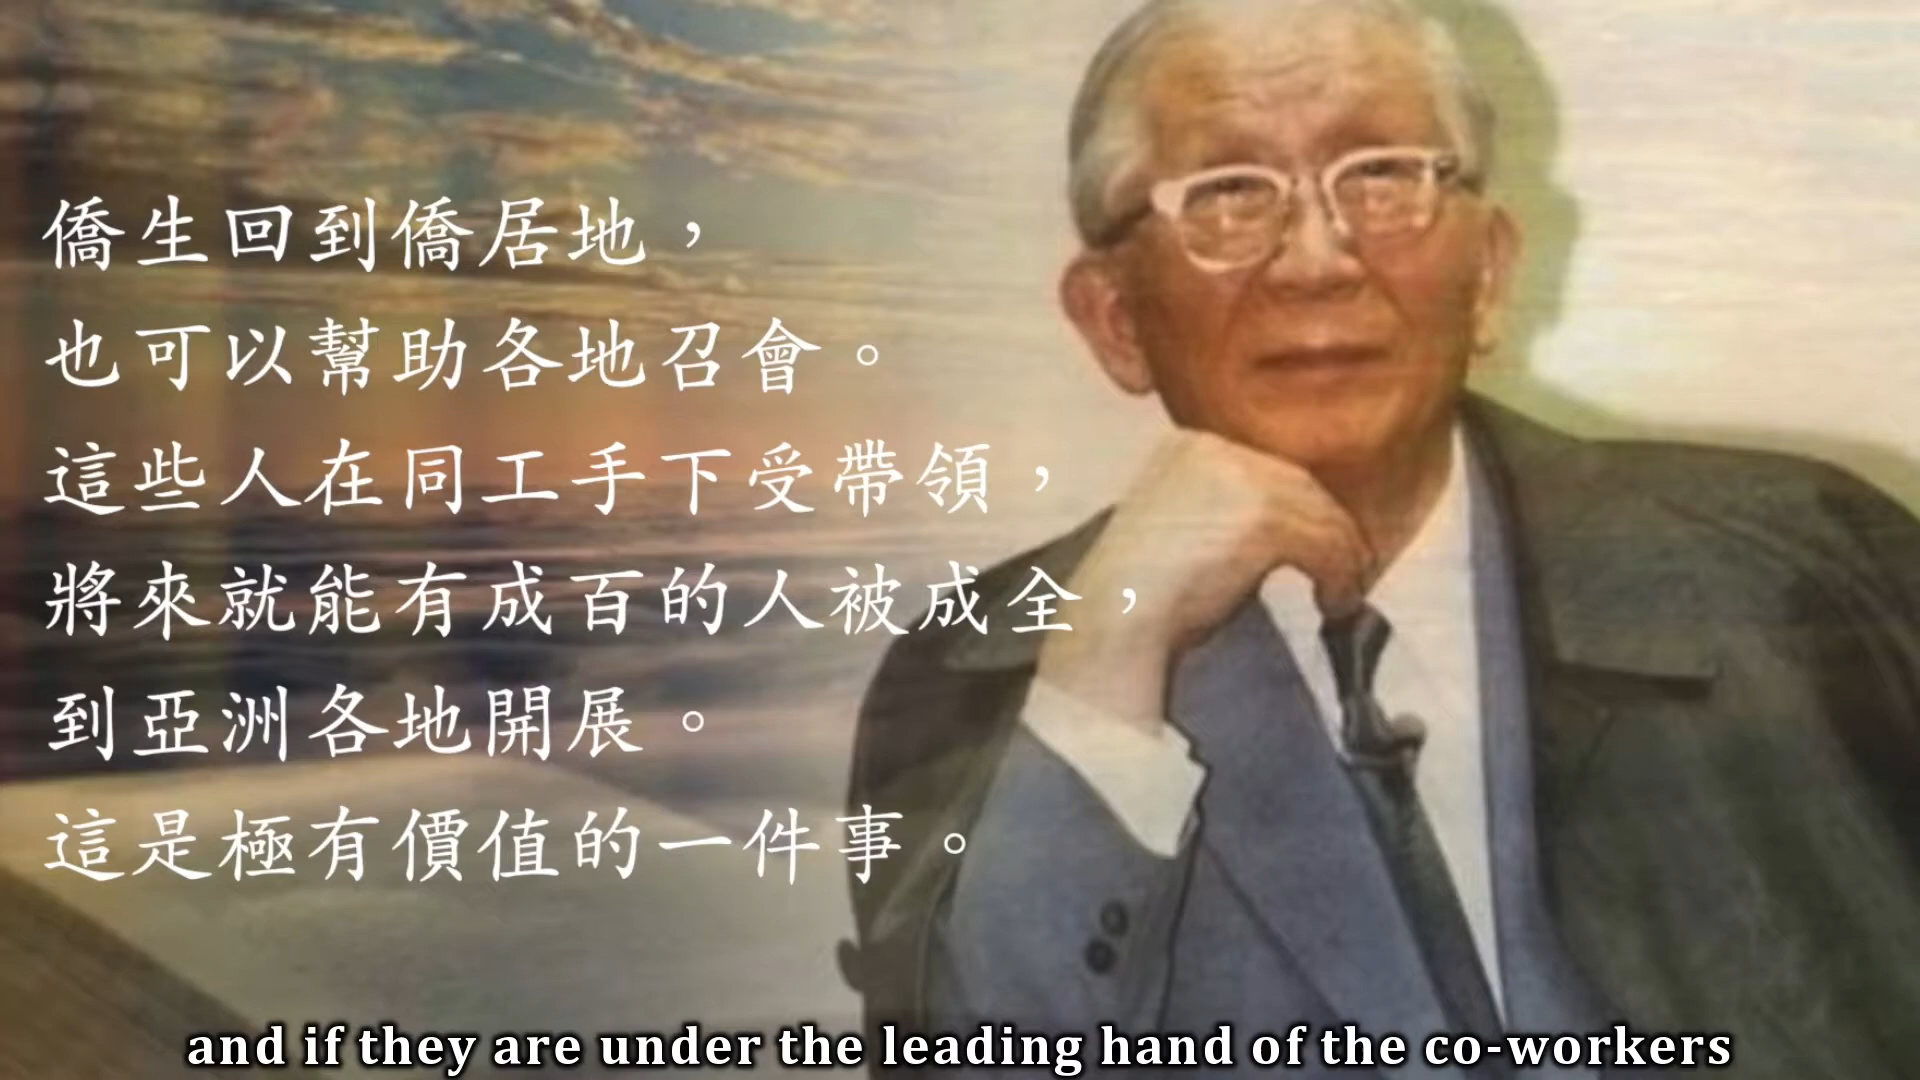 僑生回到僑居地，
也可以幫助各地召會。
這些人在同工手下受帶領，
將來就能有成百的人被成全，
到亞洲各地開展。
這是極有價值的一件事。
and if they are under the leading hand of the co-workers